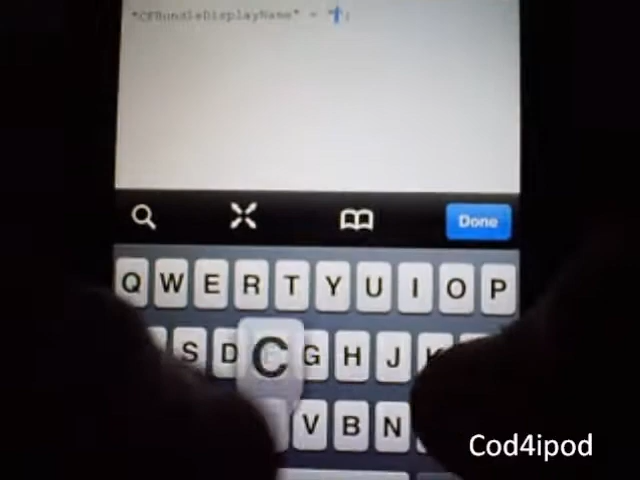 "CFBundleDisplayName" = "";
Done
Q W E R T Y U I O P
S D C G H J K
V B N
Cod4ipod